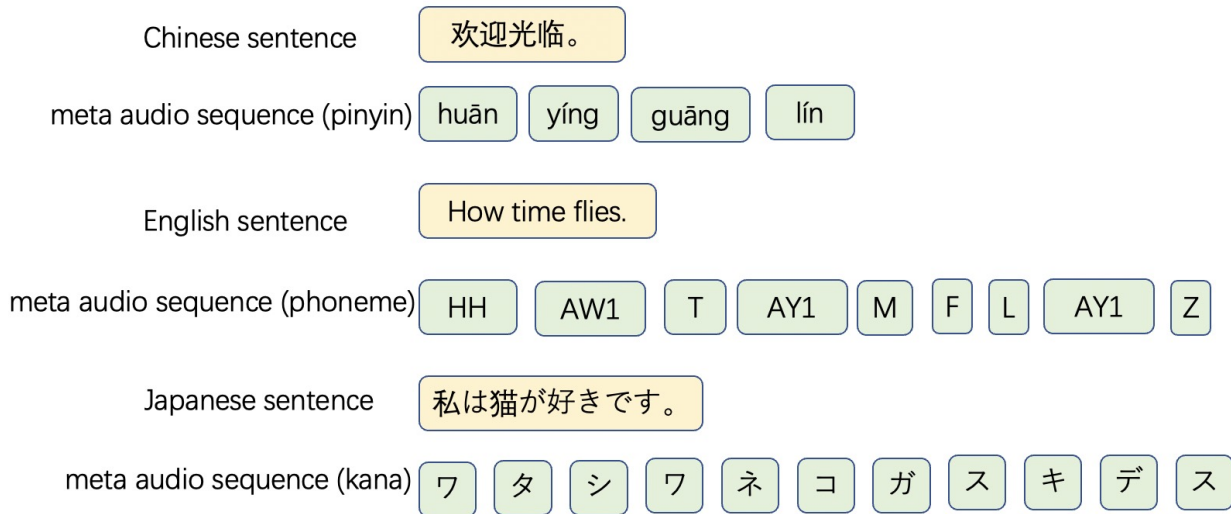 Chinese sentence 欢迎光临。
meta audio sequence (pinyin) huān yíng guāng lín
English sentence How time flies.
meta audio sequence (phoneme) HH AW1 T AY1 M F L AY1 Z
Japanese sentence 私は猫が好きです。
meta audio sequence (kana) ワ タ シ ワ ネ コ ガ ス キ デ ス